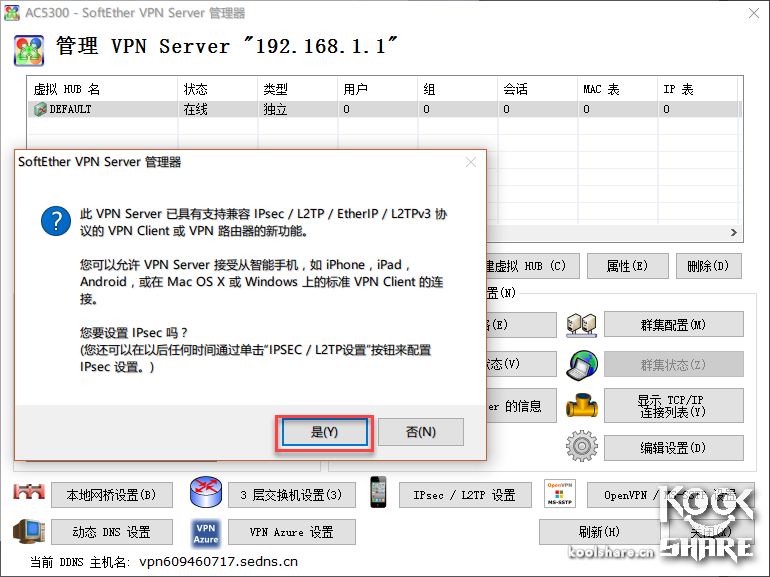 AC5300 - SoftEther VPN Server 管理器
管理 VPN Server "192.168.1.1"
虚拟 HUB 名 状态 类型 用户 组 会话 MAC 表 IP 表
DEFAULT 在线 独立 0 0 0 0 0
SoftEther VPN Server 管理器
此 VPN Server 已具有支持兼容 IPsec / L2TP / EtherIP / L2TPv3 协
议的 VPN Client 或 VPN 路由器的新功能。
您可以允许 VPN Server 接受从智能手机，如 iPhone，iPad，
Android，或在 Mac OS X 或 Windows 上的标准 VPN Client 的连
接。
您要设置 IPsec 吗？
(您还可以在以后任何时间通过单击"IPSEC / L2TP设置"按钮来配置
IPsec 设置。)
是(Y) 否(N)
建虚拟 HUB (C) 属性(E) 删除(D)
置(N)
(E) 群集配置(M)
状态(V) 群集状态(Z)
er 的信息 显示 TCP/IP
连接列表(Y)
编辑设置(D)
本地网桥设置(B) 3 层交换机设置(3) IPsec / L2TP 设置 OpenVPN
MS-SSTP OpenVPN / MS-SSTP 设置
动态 DNS 设置 VPN
Azure VPN Azure 设置 刷新(H) 关闭(X)
当前 DDNS 主机名: vpn609460717.sedns.cn
koolshare.cn
KOOL
SHARE